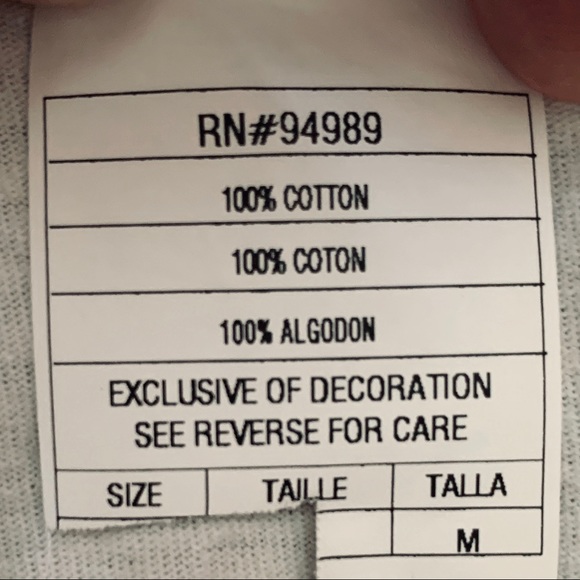 RN#94989
100% COTTON
100% COTON
100% ALGODON
EXCLUSIVE OF DECORATION
SEE REVERSE FOR CARE
SIZE TAILLE TALLA
M